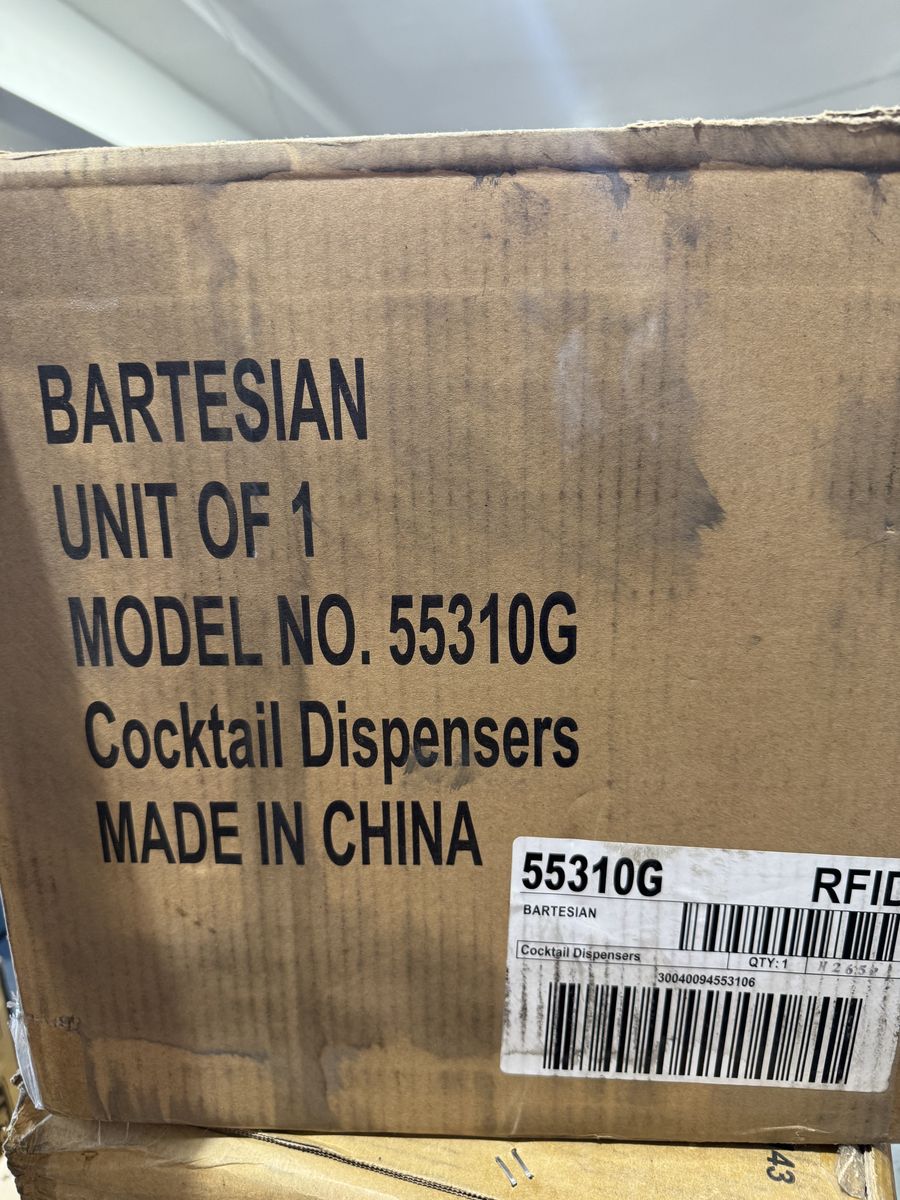 BARTESIAN
UNIT OF 1
MODEL NO. 55310G
Cocktail Dispensers
MADE IN CHINA
55310G RFID
BARTESIAN
Cocktail Dispensers QTY: 1
30040094553106
43